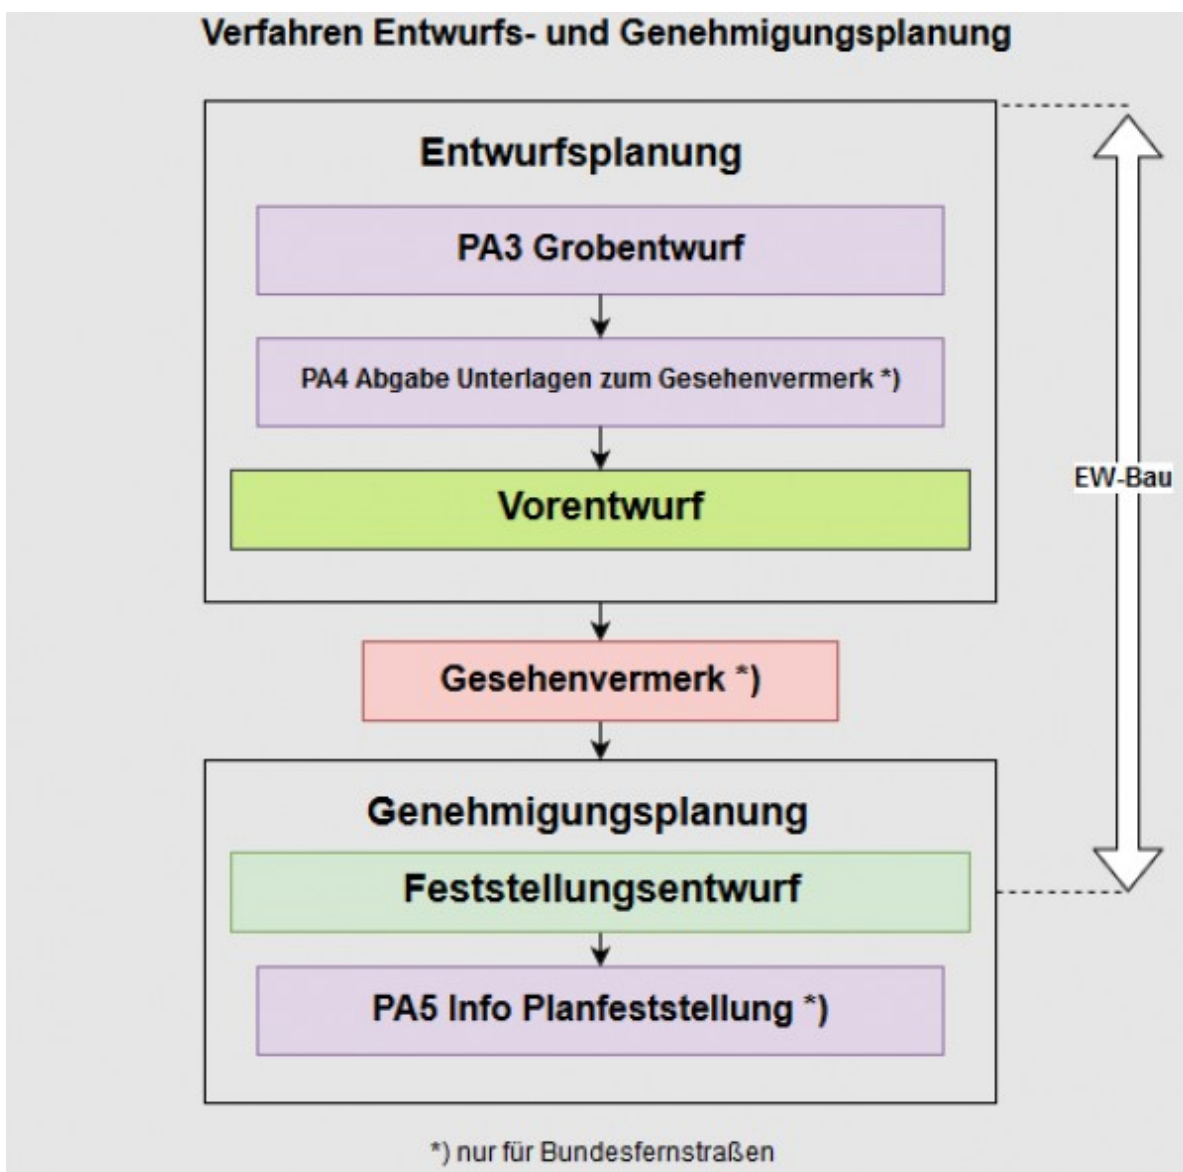 Verfahren Entwurfs- und Genehmigungsplanung
Entwurfsplanung
PA3 Grobentwurf
PA4 Abgabe Unterlagen zum Gesehenvermerk *)
Vorentwurf
EW-Bau
Gesehenvermerk *)
Genehmigungsplanung
Feststellungsentwurf
PA5 Info Planfeststellung *)
*) nur für Bundesfernstraßen